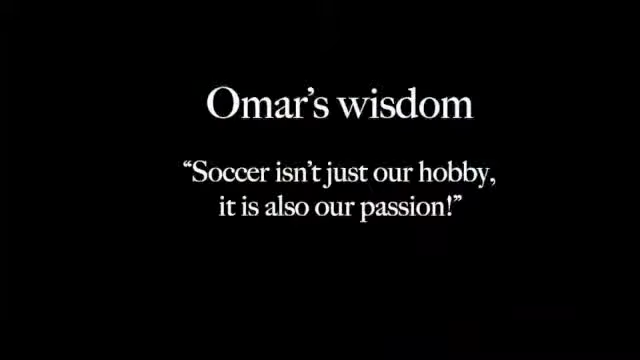 Omar’s wisdom
“Soccer isn’t just our hobby,
it is also our passion!”